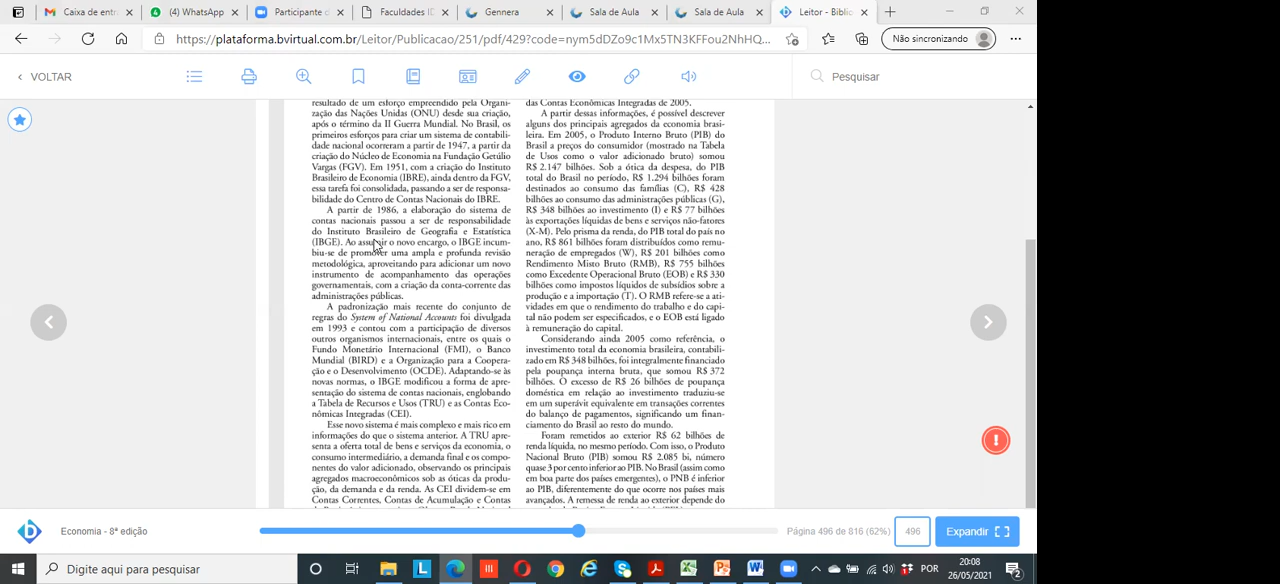 Caixa de entr
(4) WhatsApp
Participante d
Faculdades I
Gennera
Sala de Aula
Sala de Aula
Leitor - Biblic
https://plataforma.bvirtual.com.br/Leitor/Publicacao/251/pdf/429?code=nym5dDZo9c1Mx5TN3KFFou2NhHQ...
Não sincronizando
VOLTAR
Pesquisar
resultado de um esforço empreendido pela Organi-
zação das Nações Unidas (ONU) desde sua criação,
após o término da II Guerra Mundial. No Brasil, os
primeiros esforços para criar um sistema de contabili-
dade nacional ocorreram a partir de 1947, a partir da
criação do Núcleo de Economia na Fundação Getúlio
Vargas (FGV). Em 1951, com a criação do Instituto
Brasileiro de Economia (IBRE), ainda dentro da FGV,
essa tarefa foi consolidada, passando a ser de responsa-
bilidade do Centro de Contas Nacionais do IBRE.
A partir de 1986, a elaboração do sistema de
contas nacionais passou a ser de responsabilidade
do Instituto Brasileiro de Geografia e Estatística
(IBGE). Ao assumir o novo encargo, o IBGE incum-
biu-se de promover uma ampla e profunda revisão
metodológica, aproveitando para adicionar um novo
instrumento de acompanhamento das operações
governamentais, com a criação da conta-corrente das
administrações públicas.
A padronização mais recente do conjunto de
regras do System of National Accounts foi divulgada
em 1993 e contou com a participação de diversos
outros organismos internacionais, entre os quais o
Fundo Monetário Internacional (FMI), o Banco
Mundial (BIRD) e a Organização para a Coopera-
ção e o Desenvolvimento (OCDE). Adaptando-se às
novas normas, o IBGE modificou a forma de apre-
sentação do sistema de contas nacionais, englobando
a Tabela de Recursos e Usos (TRU) e as Contas Eco-
nômicas Integradas (CEI).
Esse novo sistema é mais complexo e mais rico em
informações do que o sistema anterior. A TRU apre-
senta a oferta total de bens e serviços da economia, o
consumo intermediário, a demanda final e os compo-
nentes do valor adicionado, observando os principais
agregados macroeconômicos sob as óticas da produ-
ção, da demanda e da renda. As CEI dividem-se em
Contas Correntes, Contas de Acumulação e Contas
das Contas Econômicas Integradas de 2005.
A partir dessas informações, é possível descrever
alguns dos principais agregados da economia brasi-
leira. Em 2005, o Produto Interno Bruto (PIB) do
Brasil a preços do consumidor (mostrado na Tabela
de Usos como o valor adicionado bruto) somou
R$ 2.147 bilhões. Sob a ótica da despesa, do PIB
total do Brasil no período, R$ 1.294 bilhões foram
destinados ao consumo das famílias (C), R$ 428
bilhões ao consumo das administrações públicas (G),
R$ 348 bilhões ao investimento (I) e R$ 77 bilhões
às exportações líquidas de bens e serviços não-fatores
(X-M). Pelo prisma da renda, do PIB total do país no
ano, R$ 861 bilhões foram distribuídos como remu-
neração de empregados (W), R$ 201 bilhões como
Rendimento Misto Bruto (RMB), R$ 755 bilhões
como Excedente Operacional Bruto (EOB) e R$ 330
bilhões como impostos líquidos de subsídios sobre a
produção e a importação (T). O RMB refere-se a ati-
vidades em que o rendimento do trabalho e do capi-
tal não podem ser especificados, e o EOB está ligado
à remuneração do capital.
Considerando ainda 2005 como referência, o
investimento total da economia brasileira, contabili-
zado em R$ 348 bilhões, foi integralmente financiado
pela poupança interna bruta, que somou R$ 372
bilhões. O excesso de R$ 26 bilhões de poupança
doméstica em relação ao investimento traduziu-se
em um superávit equivalente em transações correntes
do balanço de pagamentos, significando um finan-
ciamento do Brasil ao resto do mundo.
Foram remetidos ao exterior R$ 62 bilhões de
renda líquida, no mesmo período. Com isso, o Produto
Nacional Bruto (PIB) somou R$ 2.085 bi, número
quase 3 por cento inferior ao PIB. No Brasil (assim como
em boa parte dos países emergentes), o PNB é inferior
ao PIB, diferentemente do que ocorre nos países mais
avançados. A remessa de renda ao exterior depende do
Economia - 8ª edição
Página 496 de 816 (62%)
496
Expandir
Digite aqui para pesquisar
POR
20:08
26/05/2021
2